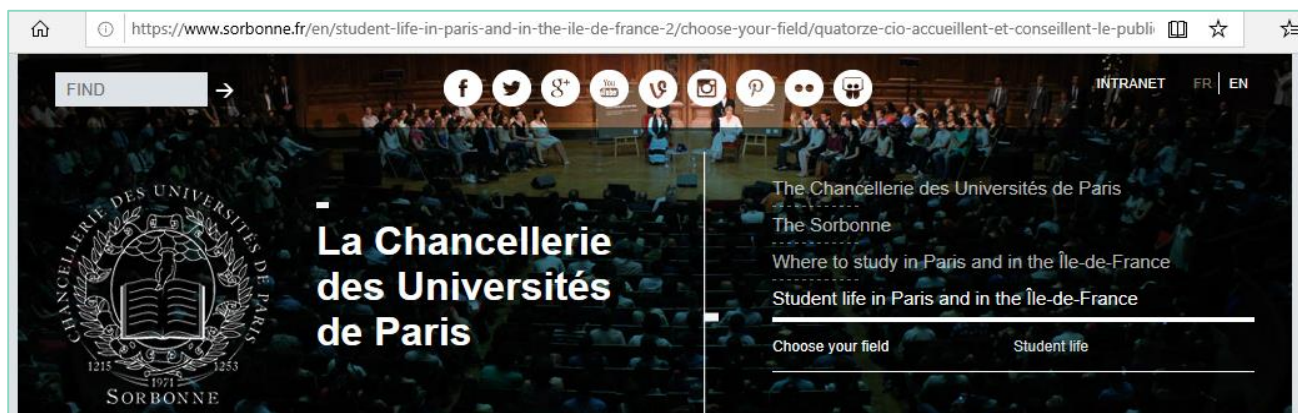 https://www.sorbonne.fr/en/student-life-in-paris-and-in-the-ile-de-france-2/choose-your-field/quatorze-cio-accueillent-et-conseillent-le-publi
FIND
f
g+
You
Tube
INTRANET FR EN
CHANCELLERIE DES UNIVERSITÉS DE PARIS
1215 1253
1971
SORBONNE
La Chancellerie
des Universités
de Paris
The Chancellerie des Universités de Paris
The Sorbonne
Where to study in Paris and in the Île-de-France
Student life in Paris and in the Île-de-France
Choose your field Student life